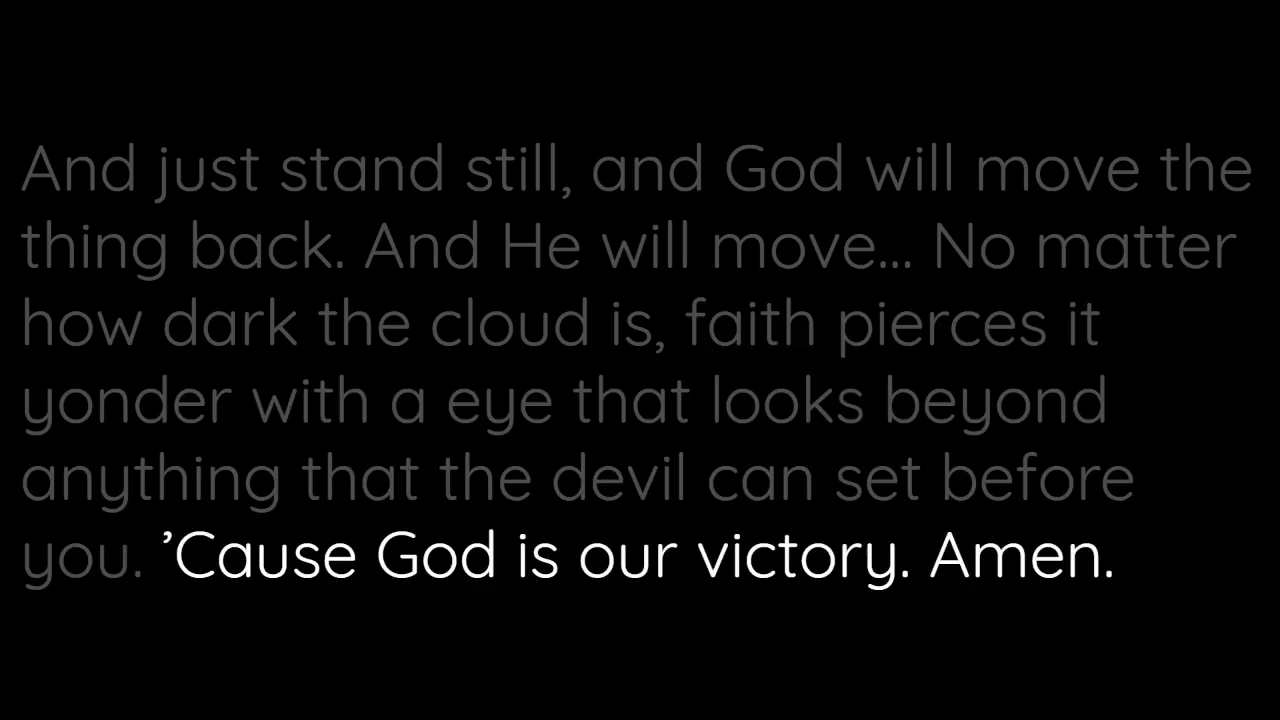 And just stand still, and God will move the
thing back. And He will move... No matter
how dark the cloud is, faith pierces it
yonder with a eye that looks beyond
anything that the devil can set before
you. ’Cause God is our victory. Amen.